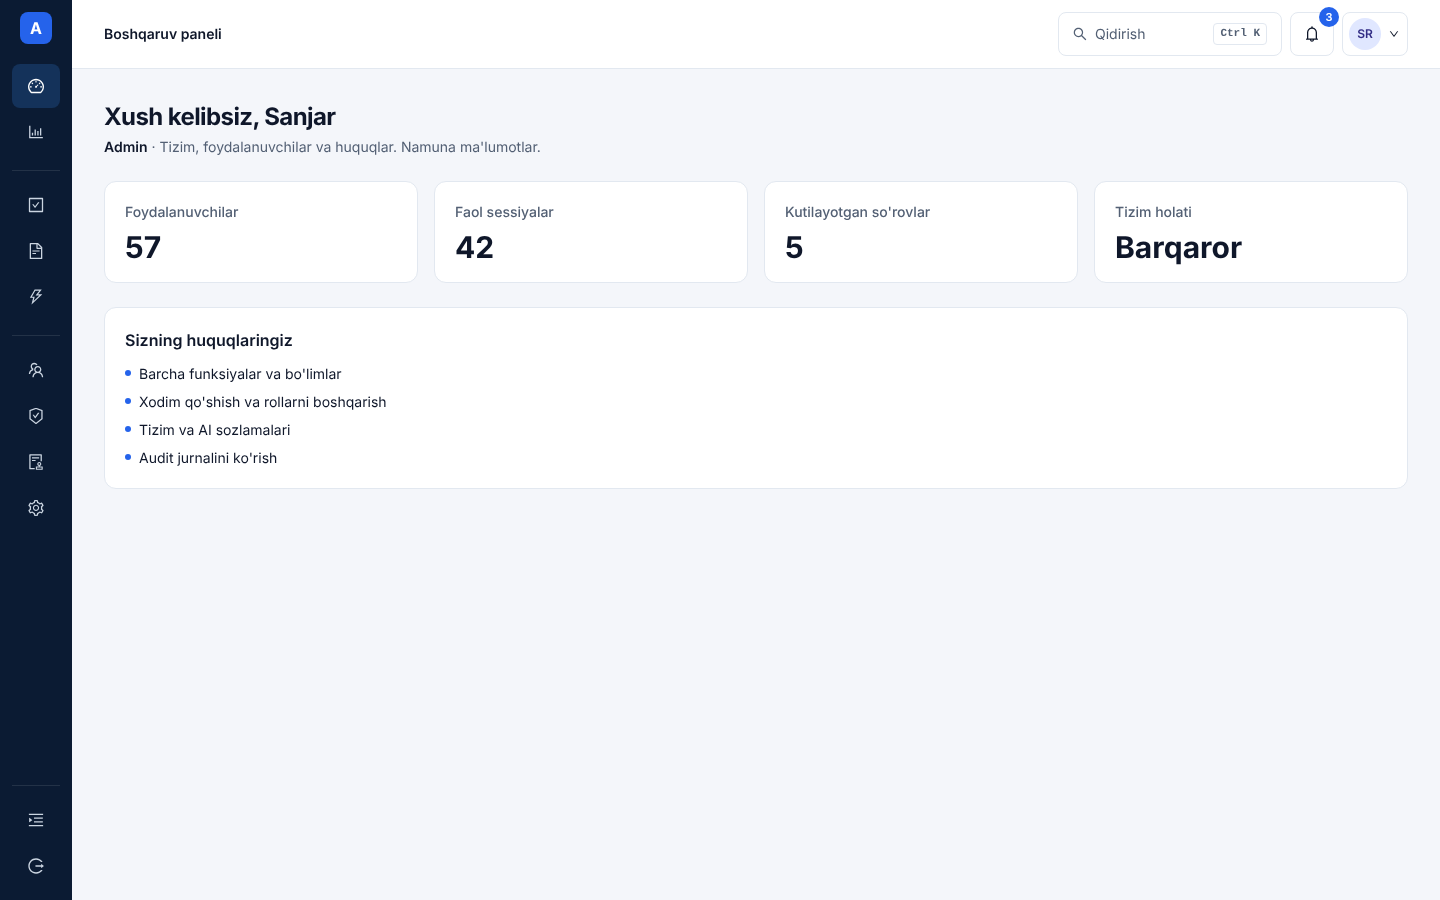 A
Boshqaruv paneli
Qidirish
Ctrl K
3
SR
Xush kelibsiz, Sanjar
Admin · Tizim, foydalanuvchilar va huquqlar. Namuna ma'lumotlar.
Foydalanuvchilar
57
Faol sessiyalar
42
Kutilayotgan so'rovlar
5
Tizim holati
Barqaror
Sizning huquqlaringiz
Barcha funksiyalar va bo'limlar
Xodim qo'shish va rollarni boshqarish
Tizim va AI sozlamalari
Audit jurnalini ko'rish